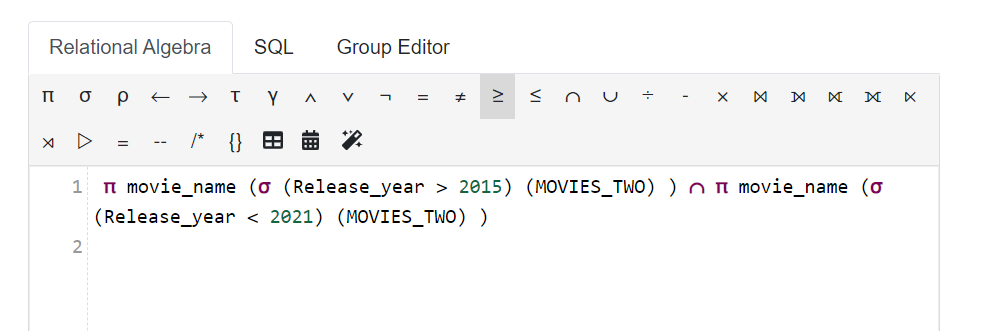 Relational Algebra SQL Group Editor
π σ ρ ← → τ γ ∧ ∨ ¬ = ≠ ≥ ≤ ∩ ∪ ÷ - × ⋈ ⟕ ⟖ ⟗ ⋉
⋊ ▷ = -- /* {}
1 π movie_name (σ (Release_year > 2015) (MOVIES_TWO) ) ∩ π movie_name (σ
(Release_year < 2021) (MOVIES_TWO) )
2